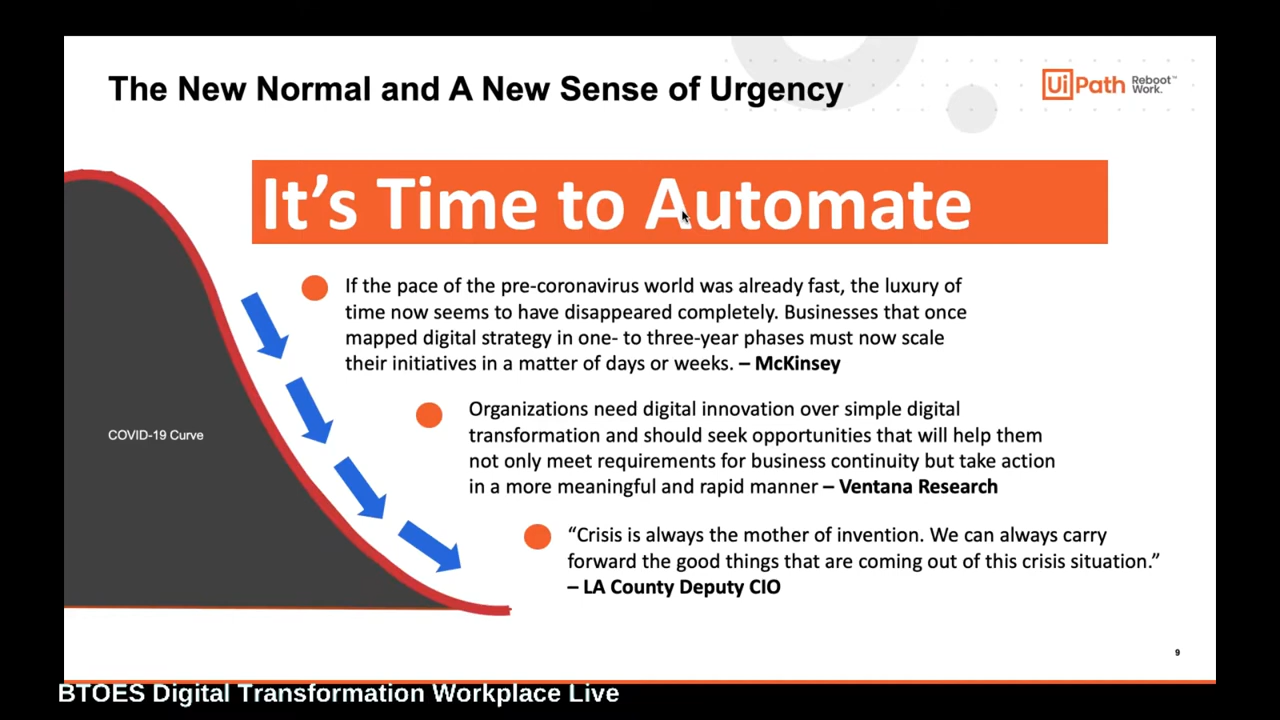 The New Normal and A New Sense of Urgency
UiPath Reboot Work.™
It's Time to Automate
If the pace of the pre-coronavirus world was already fast, the luxury of
time now seems to have disappeared completely. Businesses that once
mapped digital strategy in one- to three-year phases must now scale
their initiatives in a matter of days or weeks. – McKinsey
COVID-19 Curve
Organizations need digital innovation over simple digital
transformation and should seek opportunities that will help them
not only meet requirements for business continuity but take action
in a more meaningful and rapid manner – Ventana Research
“Crisis is always the mother of invention. We can always carry
forward the good things that are coming out of this crisis situation.”
– LA County Deputy CIO
9
BTOES Digital Transformation Workplace Live